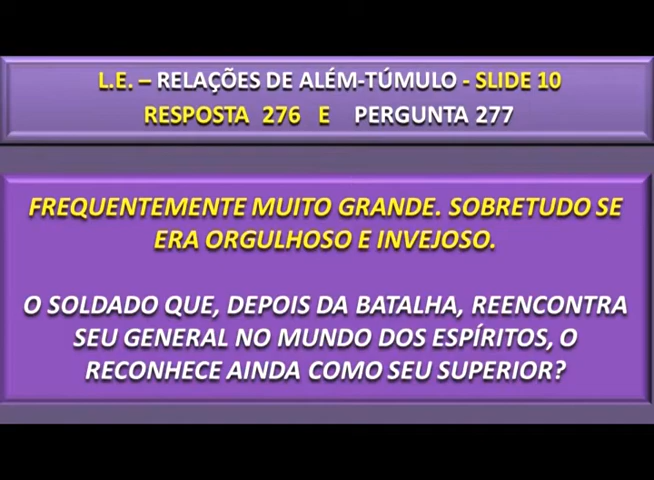 L.E. – RELAÇÕES DE ALÉM-TÚMULO - SLIDE 10
RESPOSTA 276 E PERGUNTA 277
FREQUENTEMENTE MUITO GRANDE. SOBRETUDO SE
ERA ORGULHOSO E INVEJOSO.
O SOLDADO QUE, DEPOIS DA BATALHA, REENCONTRA
SEU GENERAL NO MUNDO DOS ESPÍRITOS, O
RECONHECE AINDA COMO SEU SUPERIOR?